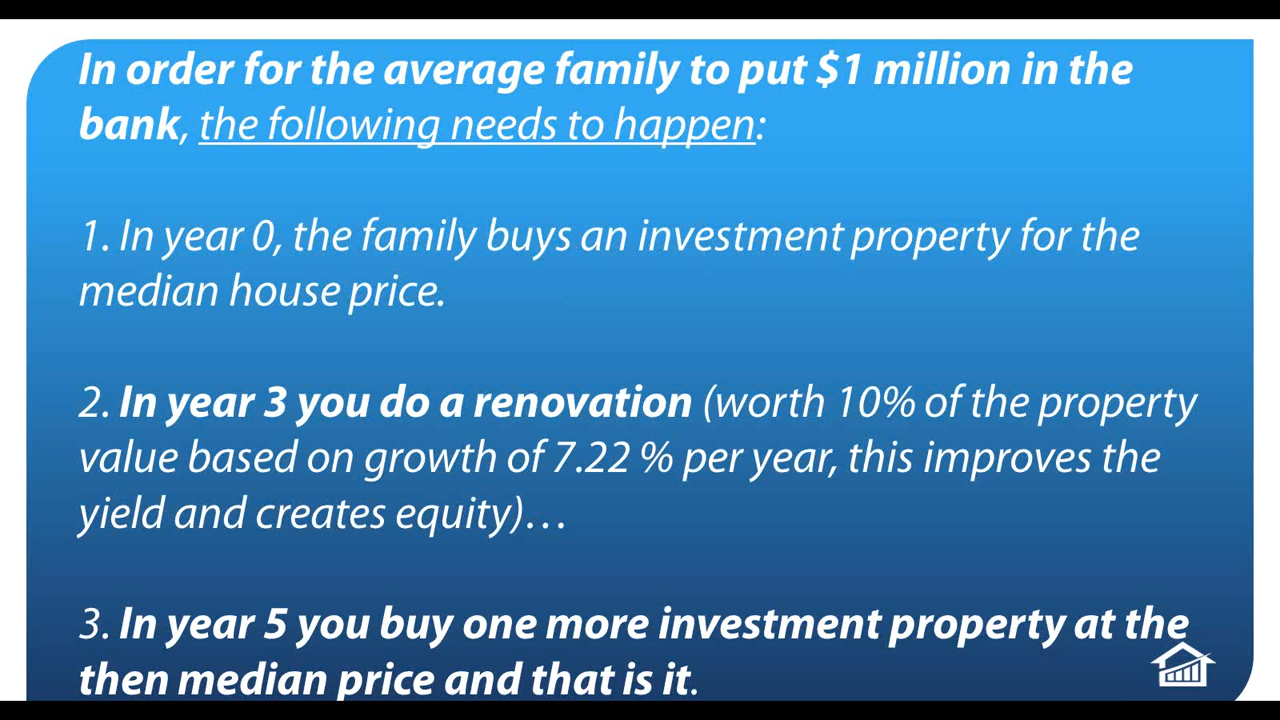 In order for the average family to put $1 million in the
bank, the following needs to happen:
1. In year 0, the family buys an investment property for the
median house price.
2. In year 3 you do a renovation (worth 10% of the property
value based on growth of 7.22 % per year, this improves the
yield and creates equity)…
3. In year 5 you buy one more investment property at the
then median price and that is it.